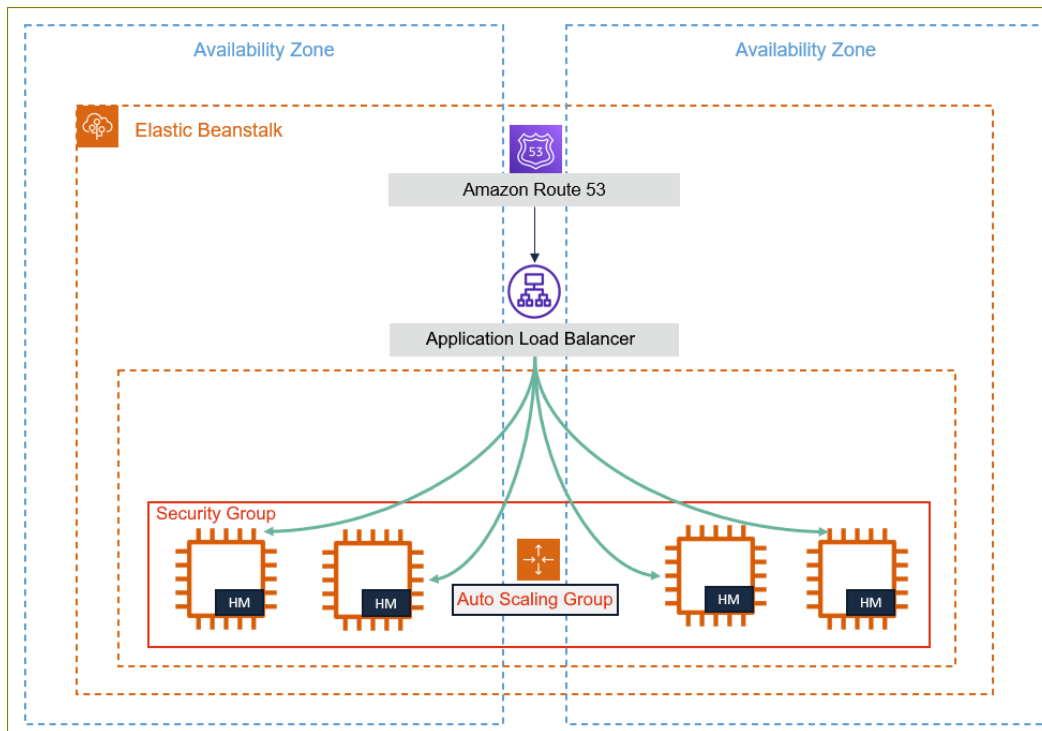 Availability Zone
Availability Zone
Elastic Beanstalk
53
Amazon Route 53
Application Load Balancer
Security Group
Auto Scaling Group
HM
HM
HM
HM